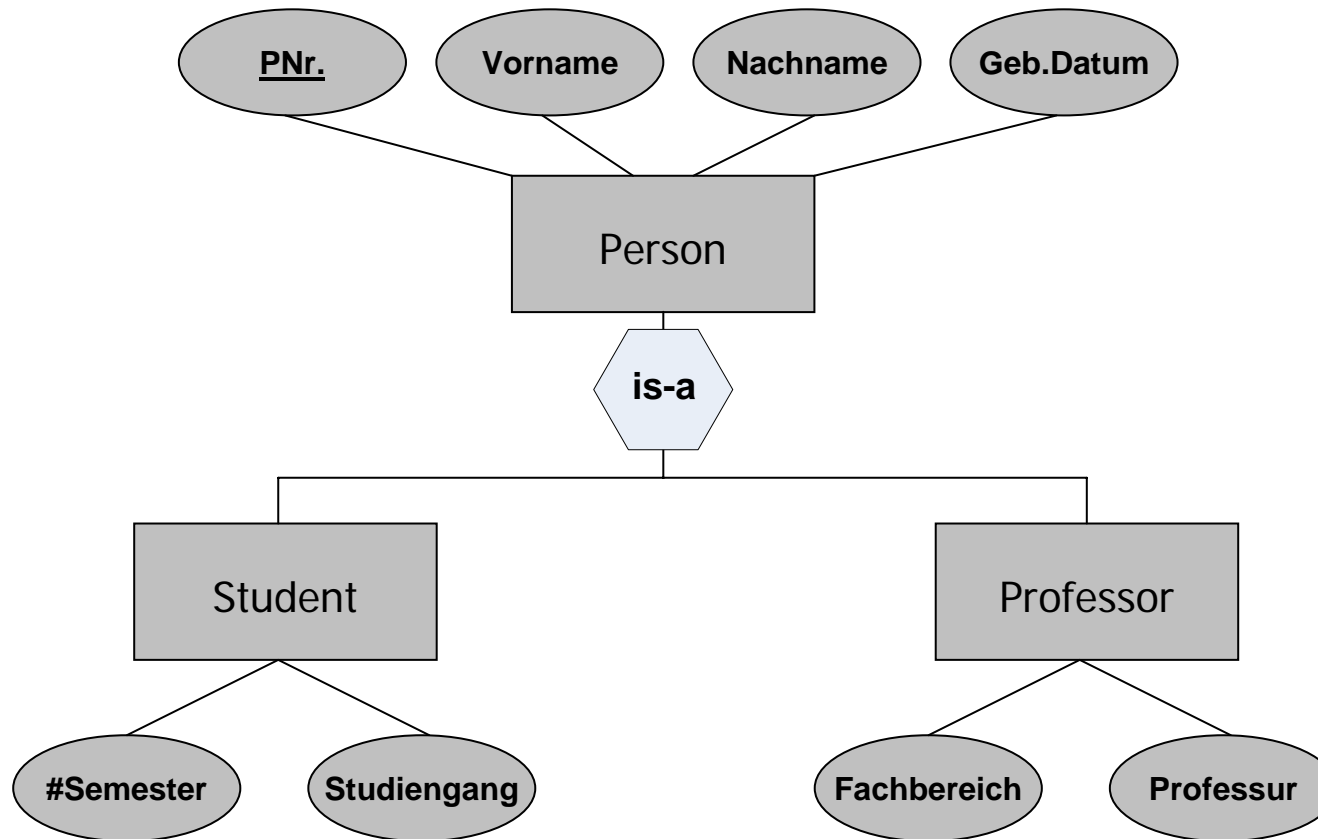 PNr.
Vorname
Nachname
Geb.Datum
Person
is-a
Student
Professor
#Semester
Studiengang
Fachbereich
Professur